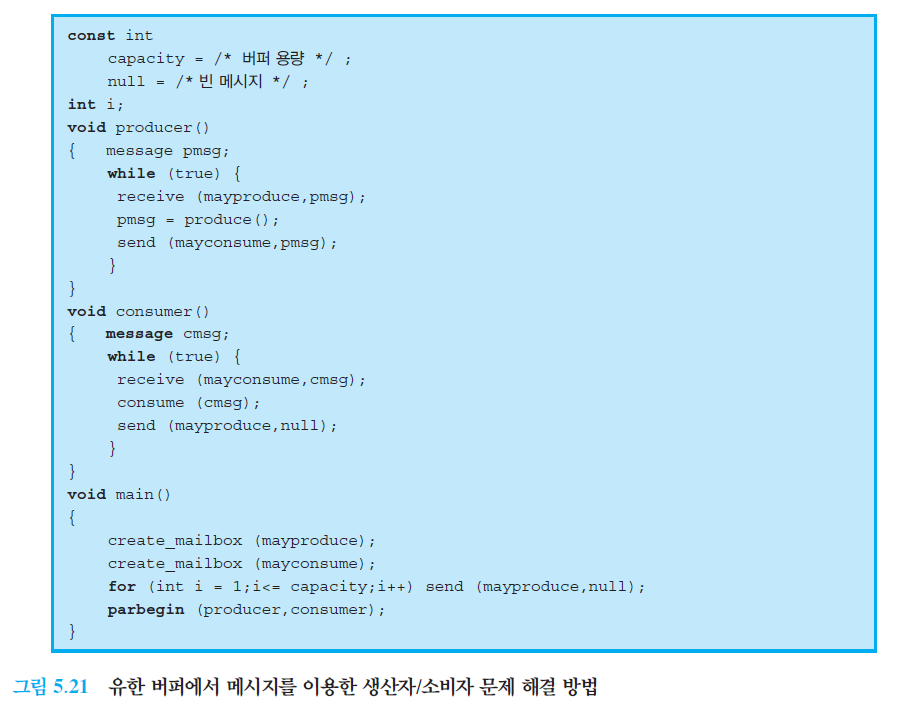 const int
capacity = /* 버퍼 용량 */ ;
null = /* 빈 메시지 */ ;
int i;
void producer()
{ message pmsg;
while (true) {
receive (mayproduce,pmsg);
pmsg = produce();
send (mayconsume,pmsg);
}
}
void consumer()
{ message cmsg;
while (true) {
receive (mayconsume,cmsg);
consume (cmsg);
send (mayproduce,null);
}
}
void main()
{
create_mailbox (mayproduce);
create_mailbox (mayconsume);
for (int i = 1;i<= capacity;i++) send (mayproduce,null);
parbegin (producer,consumer);
}
그림 5.21 유한 버퍼에서 메시지를 이용한 생산자/소비자 문제 해결 방법